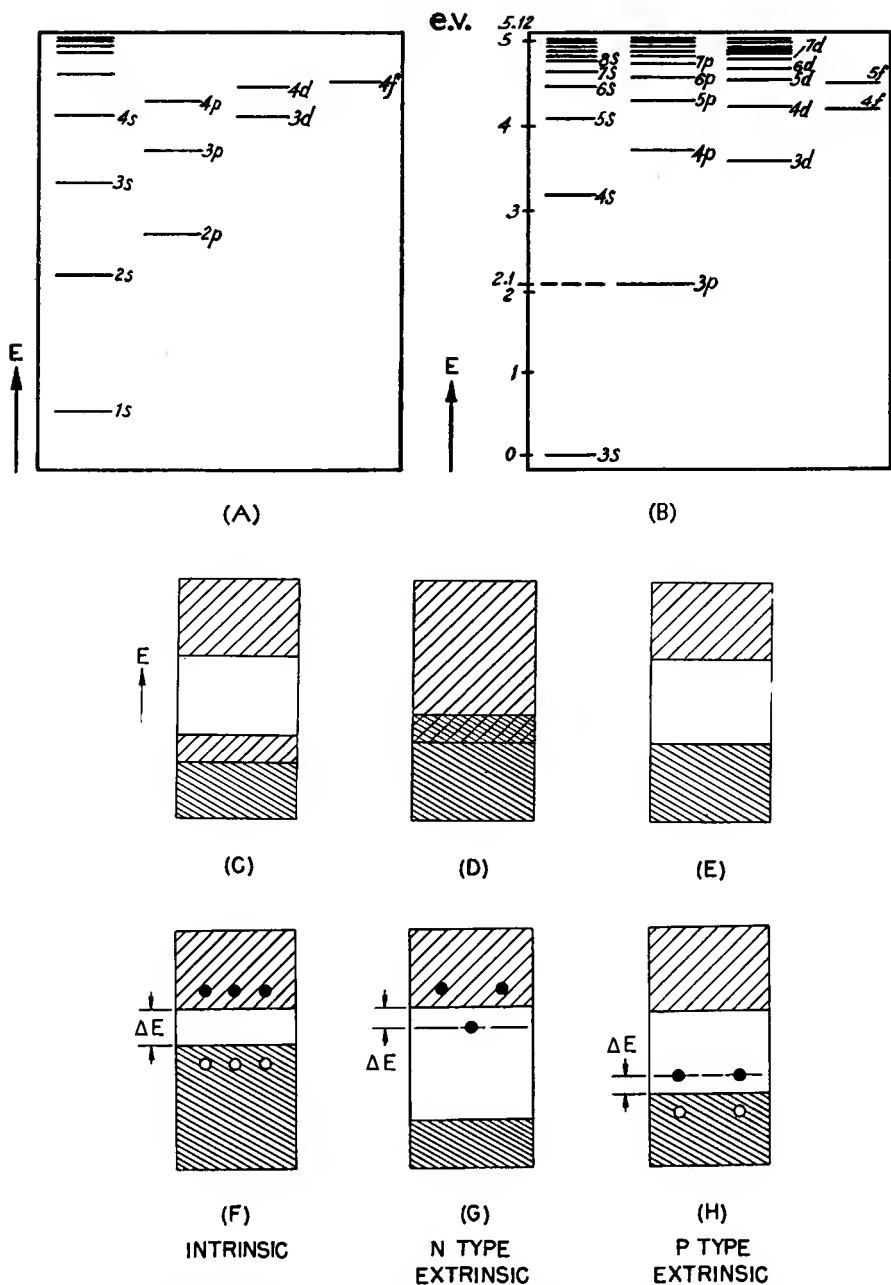 E
4s
4p
4d
4f
3d
3p
3s
2p
2s
1s
(A)
e.v.
5.12
5
4
3
2.1
2
1
0
E
8s
7s
6s
5s
4s
3s
7p
6p
5p
4p
3p
7d
6d
5d
4d
3d
5f
4f
(B)
E
(C)
(D)
(E)
ΔE
ΔE
ΔE
(F)
(G)
(H)
INTRINSIC
N TYPE
EXTRINSIC
P TYPE
EXTRINSIC